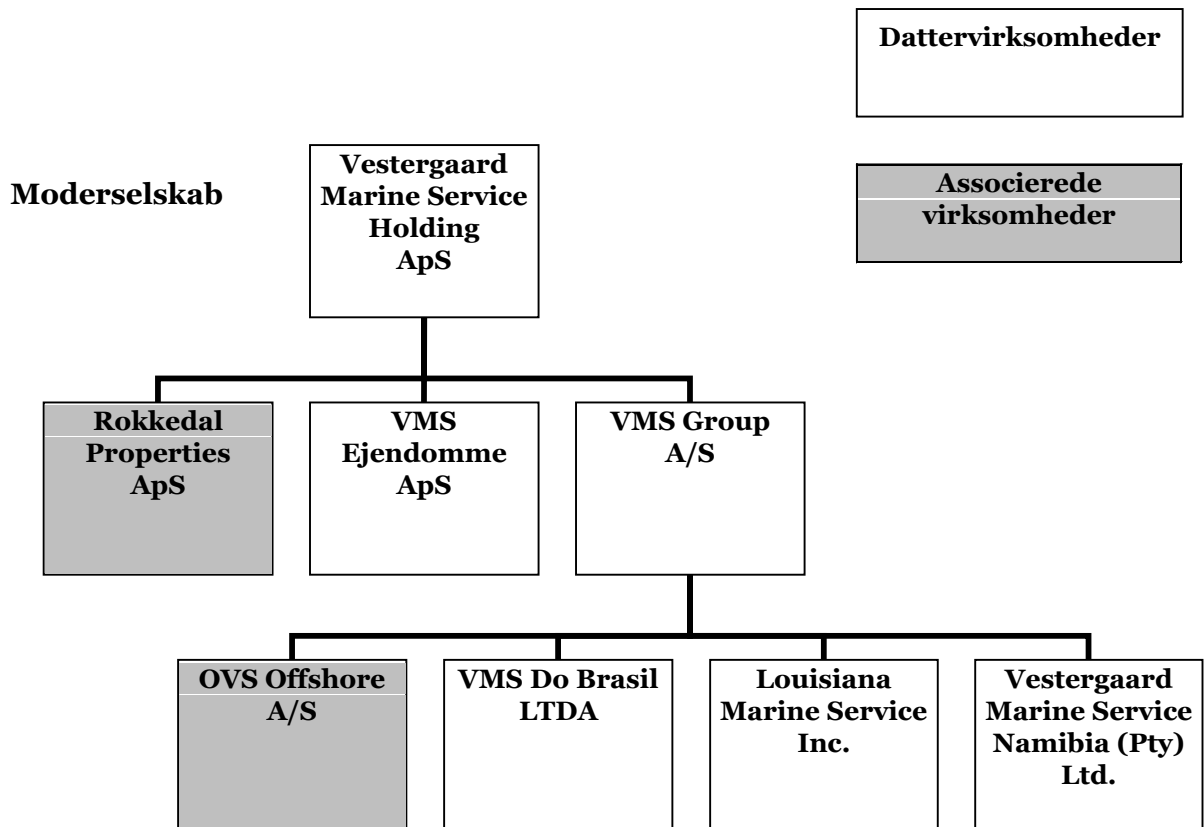 Dattervirksomheder
Moderselskab
Vestergaard
Marine Service
Holding
ApS
Associerede
virksomheder
Rokkedal
Properties
ApS
VMS
Ejendomme
ApS
VMS Group
A/S
OVS Offshore
A/S
VMS Do Brasil
LTDA
Louisiana
Marine Service
Inc.
Vestergaard
Marine Service
Namibia (Pty)
Ltd.